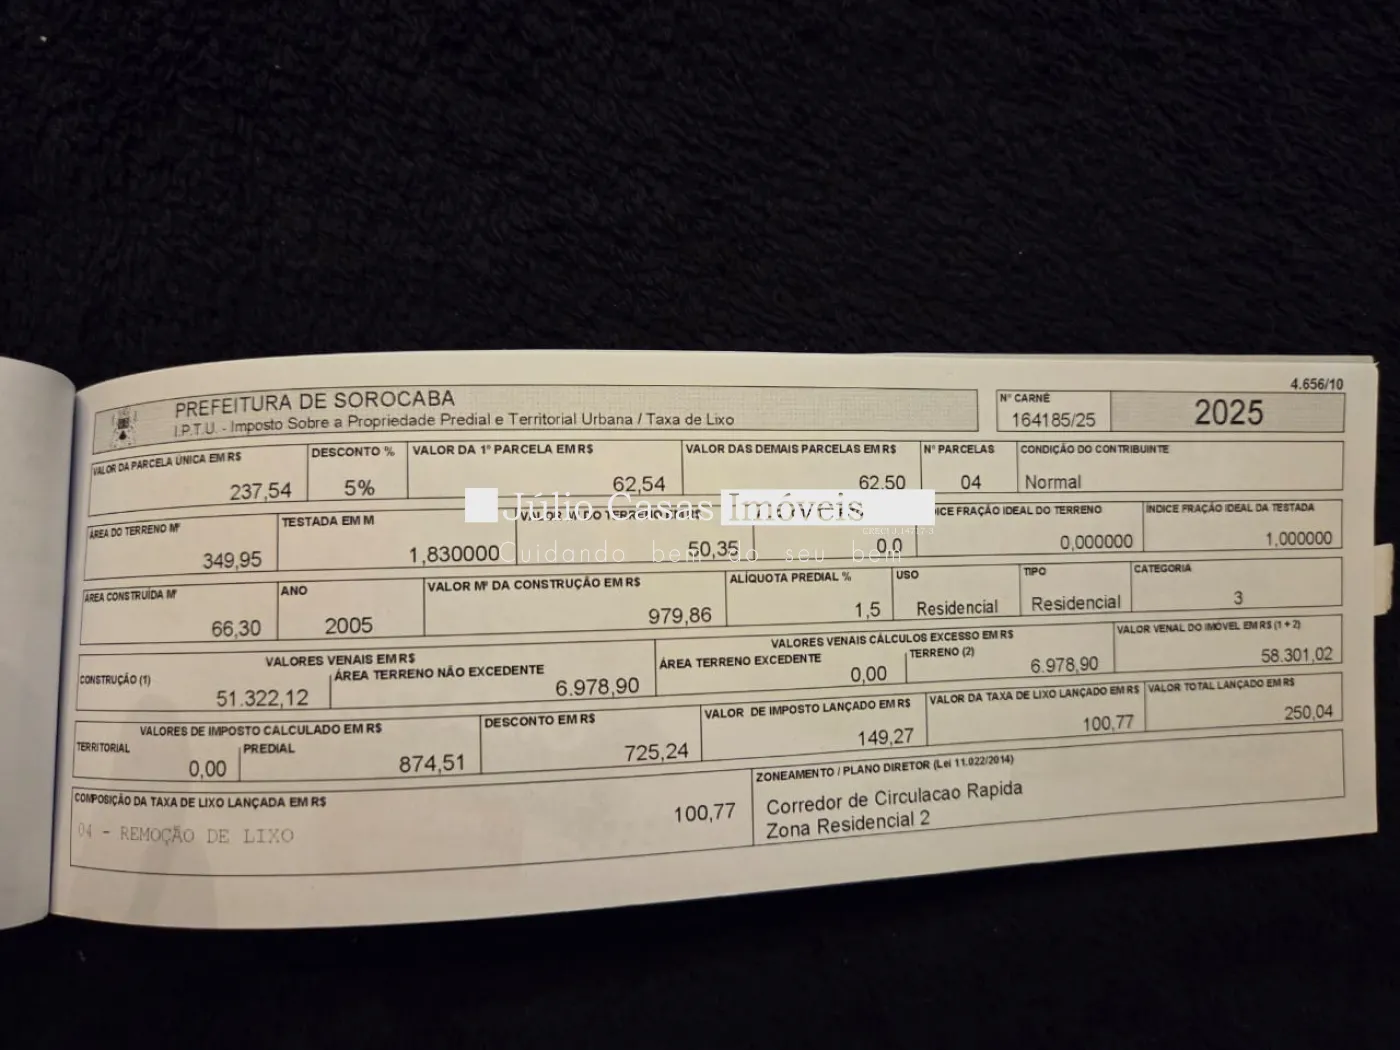 4.656/10
PREFEITURA DE SOROCABA
I.P.T.U. - Imposto Sobre a Propriedade Predial e Territorial Urbana / Taxa de Lixo
Nº CARNÊ
164185/25
2025
VALOR DA PARCELA ÚNICA EM R$
237,54
DESCONTO %
5%
VALOR DA 1ª PARCELA EM R$
62,54
VALOR DAS DEMAIS PARCELAS EM R$
62,50
Nº PARCELAS
04
CONDIÇÃO DO CONTRIBUINTE
Normal
Júlio Casas Imóveis
Cuidando bem do seu bem
ÁREA DO TERRENO M²
349,95
TESTADA EM M
1,830000
VALOR M² DO TERRENO EM R$
50,35
0,0
ÍNDICE FRAÇÃO IDEAL DO TERRENO
0,000000
ÍNDICE FRAÇÃO IDEAL DA TESTADA
1,000000
ÁREA CONSTRUÍDA M²
66,30
ANO
2005
VALOR M² DA CONSTRUÇÃO EM R$
979,86
ALÍQUOTA PREDIAL %
1,5
USO
Residencial
TIPO
Residencial
CATEGORIA
3
VALORES VENAIS EM R$
CONSTRUÇÃO (1)
51.322,12
ÁREA TERRENO NÃO EXCEDENTE
6.978,90
VALORES VENAIS CÁLCULOS EXCESSO EM R$
ÁREA TERRENO EXCEDENTE
0,00
TERRENO (2)
6.978,90
VALOR VENAL DO IMÓVEL EM R$ (1 + 2)
58.301,02
VALORES DE IMPOSTO CALCULADO EM R$
TERRITORIAL
0,00
PREDIAL
874,51
DESCONTO EM R$
725,24
VALOR DE IMPOSTO LANÇADO EM R$
149,27
VALOR DA TAXA DE LIXO LANÇADO EM R$
100,77
VALOR TOTAL LANÇADO EM R$
250,04
COMPOSIÇÃO DA TAXA DE LIXO LANÇADA EM R$
04 - REMOÇÃO DE LIXO
100,77
ZONEAMENTO / PLANO DIRETOR (Lei 11.022/2014)
Corredor de Circulacao Rapida
Zona Residencial 2